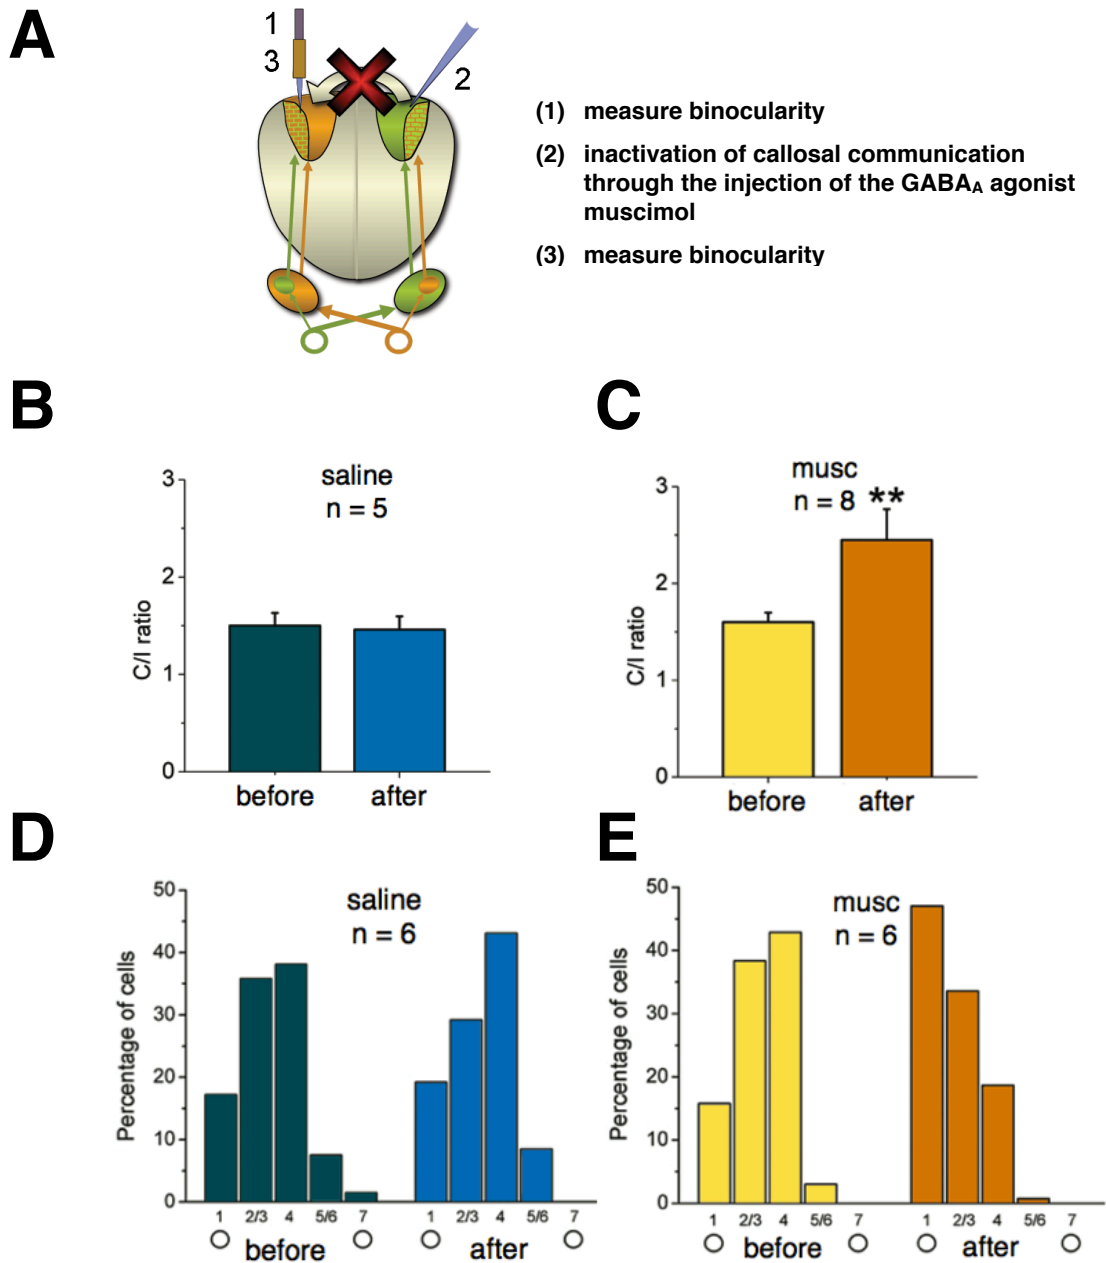 A
1
3
2
(1) measure binocularity
(2) inactivation of callosal communication
through the injection of the GABAA agonist
muscimol
(3) measure binocularity
B
saline
n = 5
3
2
1
0
C/I ratio
before after
C
musc
n = 8 **
3
2
1
0
C/I ratio
before after
D
saline
n = 6
50
40
30
20
10
0
Percentage of cells
1 2/3 4 5/6 7 1 2/3 4 5/6 7
before after
E
musc
n = 6
50
40
30
20
10
0
Percentage of cells
1 2/3 4 5/6 7 1 2/3 4 5/6 7
before after